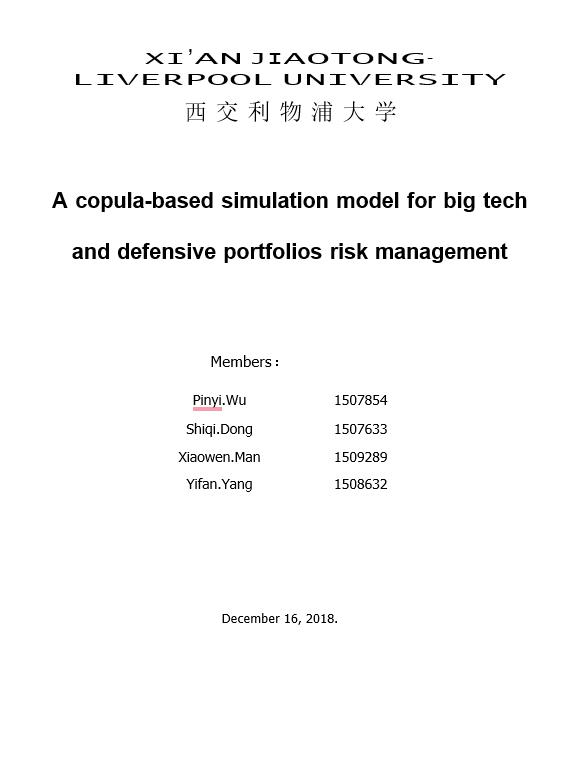 XI'AN JIAOTONG-
LIVERPOOL UNIVERSITY
西交利物浦大学
A copula-based simulation model for big tech
and defensive portfolios risk management
Members：
Pinyi.Wu 1507854
Shiqi.Dong 1507633
Xiaowen.Man 1509289
Yifan.Yang 1508632
December 16, 2018.